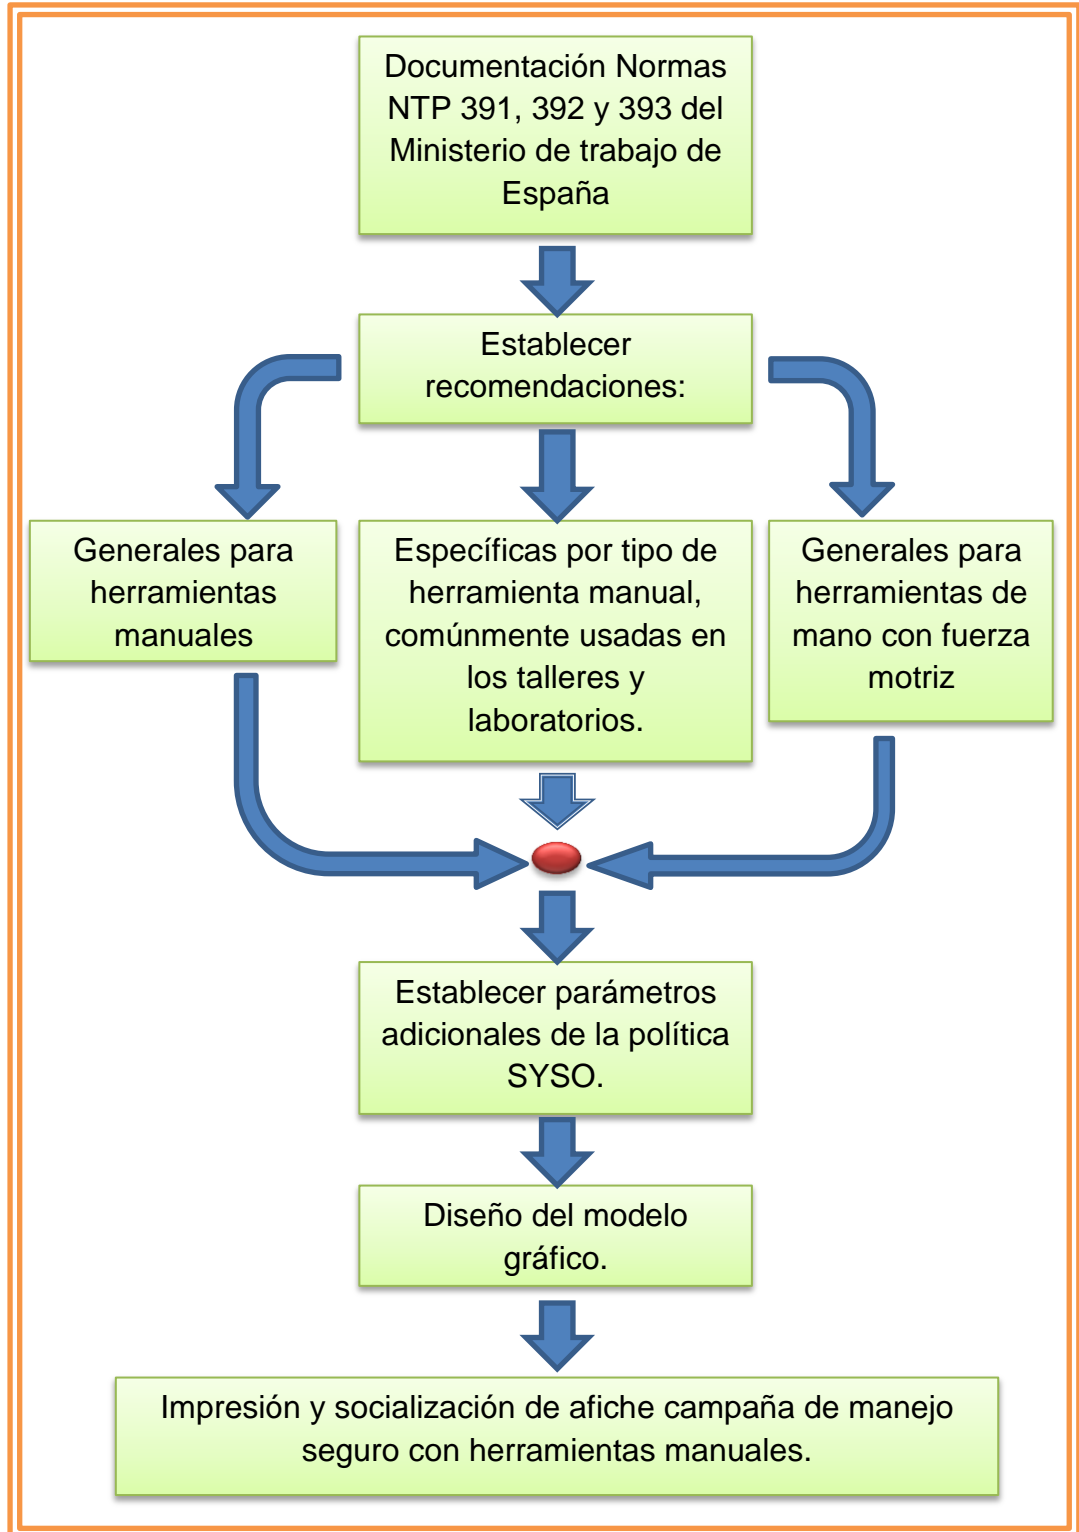 Documentación Normas
NTP 391, 392 y 393 del
Ministerio de trabajo de
España
Establecer
recomendaciones:
Generales para
herramientas
manuales
Específicas por tipo de
herramienta manual,
comúnmente usadas en
los talleres y
laboratorios.
Generales para
herramientas de
mano con fuerza
motriz
Establecer parámetros
adicionales de la política
SYSO.
Diseño del modelo
gráfico.
Impresión y socialización de afiche campaña de manejo
seguro con herramientas manuales.